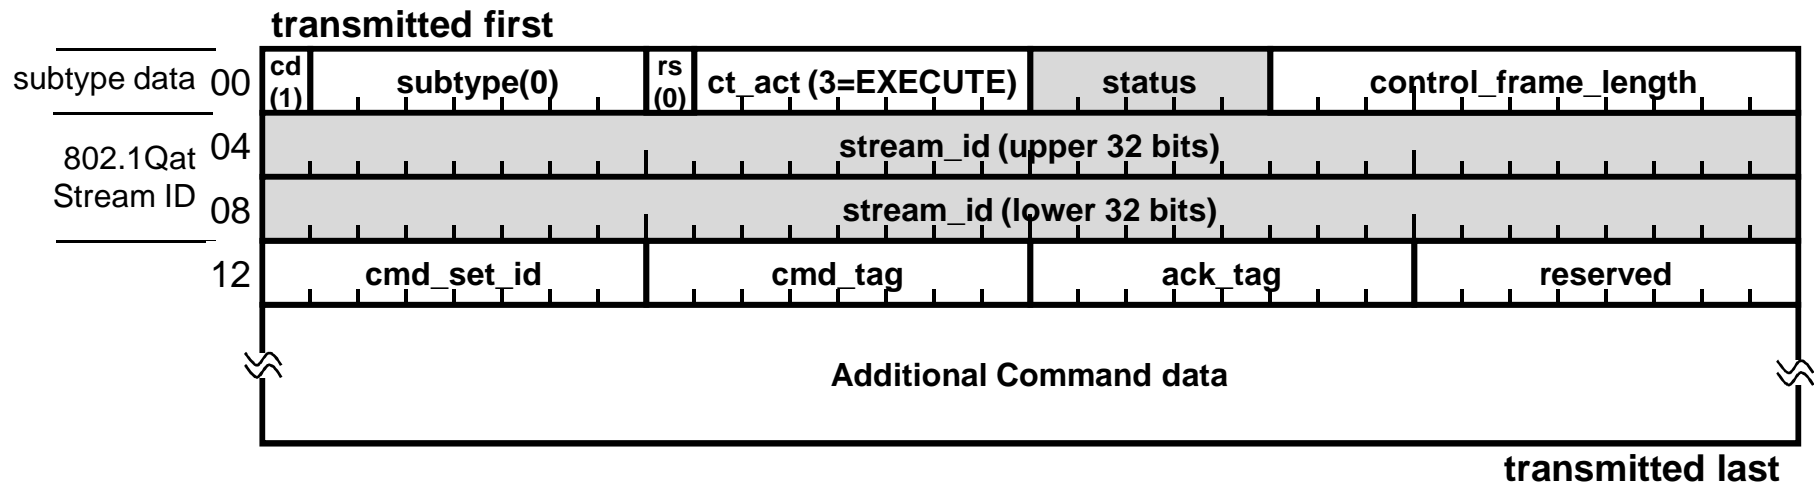 transmitted first
subtype data 00 cd (1) subtype(0) rs (0) ct_act (3=EXECUTE) status control_frame_length
802.1Qat Stream ID
04 stream_id (upper 32 bits)
08 stream_id (lower 32 bits)
12 cmd_set_id cmd_tag ack_tag reserved
Additional Command data
transmitted last